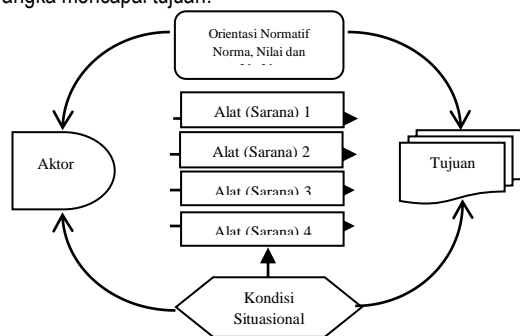 angka mencapai tujuan.
Orientasi Normatif
Norma, Nilai dan
Alat (Sarana) 1
Alat (Sarana) 2
Alat (Sarana) 3
Alat (Sarana) 4
Aktor
Tujuan
Kondisi
Situasional